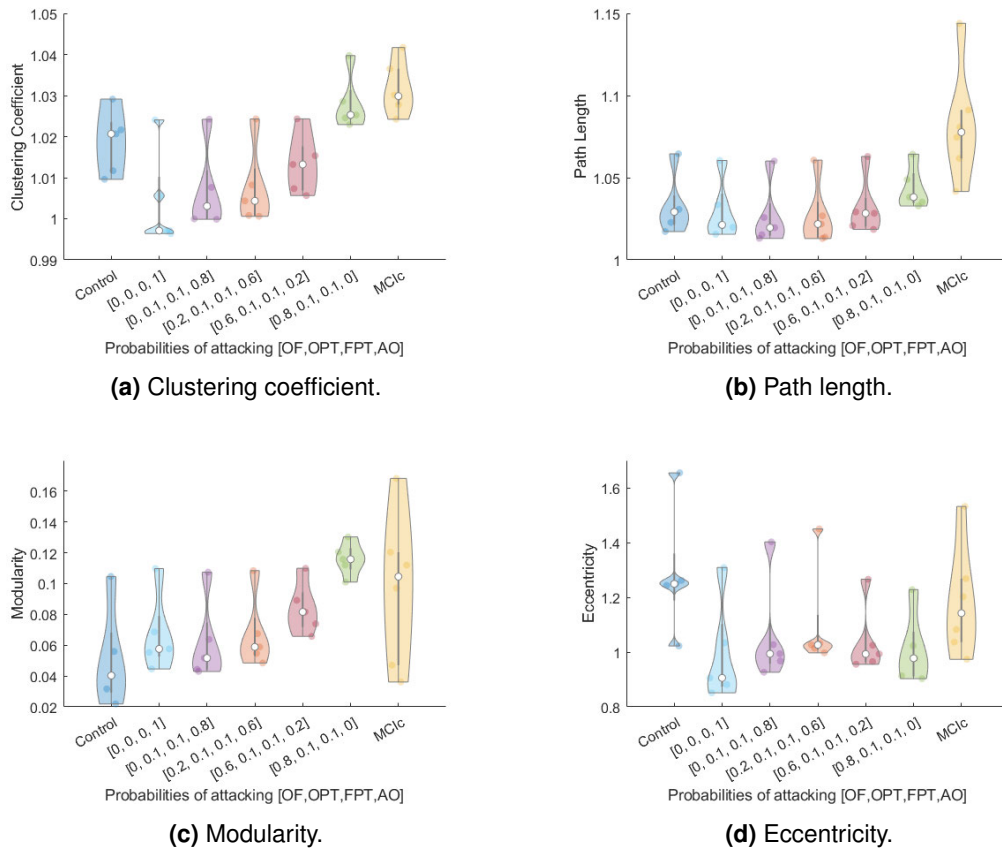 1.05
1.04
1.03
1.02
1.01
1
0.99
Clustering Coefficient
Control
[0, 0, 0, 1]
[0, 0.1, 0.1, 0.8]
[0.2, 0.1, 0.1, 0.6]
[0.6, 0.1, 0.1, 0.2]
[0.8, 0.1, 0.1, 0]
MCIc
Probabilities of attacking [OF,OPT,FPT,AO]
(a) Clustering coefficient.
1.15
1.1
1.05
1
Path Length
Control
[0, 0, 0, 1]
[0, 0.1, 0.1, 0.8]
[0.2, 0.1, 0.1, 0.6]
[0.6, 0.1, 0.1, 0.2]
[0.8, 0.1, 0.1, 0]
MCIc
Probabilities of attacking [OF,OPT,FPT,AO]
(b) Path length.
0.16
0.14
0.12
0.1
0.08
0.06
0.04
0.02
Modularity
Control
[0, 0, 0, 1]
[0, 0.1, 0.1, 0.8]
[0.2, 0.1, 0.1, 0.6]
[0.6, 0.1, 0.1, 0.2]
[0.8, 0.1, 0.1, 0]
MCIc
Probabilities of attacking [OF,OPT,FPT,AO]
(c) Modularity.
1.6
1.4
1.2
1
0.8
Eccentricity
Control
[0, 0, 0, 1]
[0, 0.1, 0.1, 0.8]
[0.2, 0.1, 0.1, 0.6]
[0.6, 0.1, 0.1, 0.2]
[0.8, 0.1, 0.1, 0]
MCIc
Probabilities of attacking [OF,OPT,FPT,AO]
(d) Eccentricity.